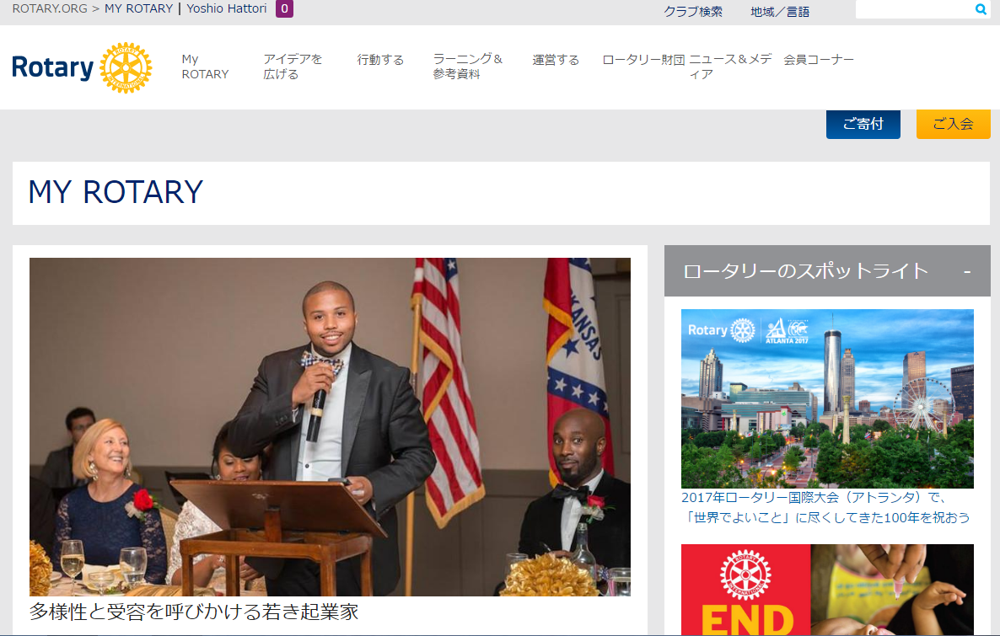 ROTARY.ORG > MY ROTARY | Yoshio Hattori 0
クラブ検索 地域／言語
Rotary
ROTARY
INTERNATIONAL
My
ROTARY
アイデアを
広げる
行動する
ラーニング＆
参考資料
運営する
ロータリー財団
ニュース＆メデ
ィア
会員コーナー
ご寄付
ご入会
MY ROTARY
KANSAS
多様性と受容を呼びかける若き起業家
ロータリーのスポットライト -
Rotary
ATLANTA 2017
2017年ロータリー国際大会（アトランタ）で、
「世界でよいこと」に尽くしてきた100年を祝おう
ROTARY
INTERNATIONAL
END